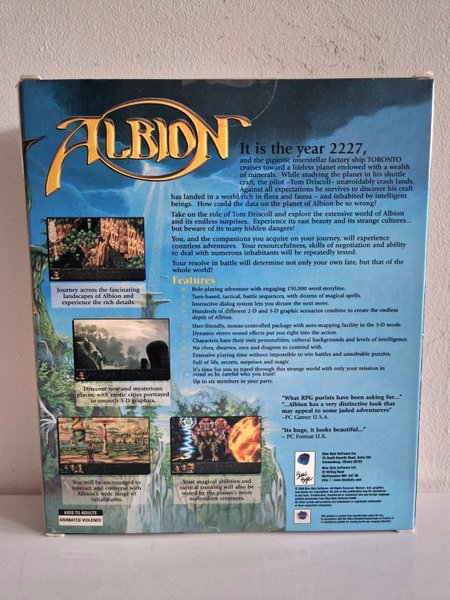 ALBION
It is the year 2227,
and the gigantic interstellar factory ship TORONTO
cruises toward a lifeless planet endowed with a wealth
of minerals. While studying the planet in his shuttle
craft, the pilot -Tom Driscoll- unavoidably crash lands.
Against all expectations he survives to discover his craft
has landed in a world rich in flora and fauna - and inhabited by intelligent
beings. How could the data on the planet of Albion be so wrong?
Take on the role of Tom Driscoll and explore the extensive world of Albion
and its endless surprises. Experience its vast beauty and its strange cultures...
but beware of its many hidden dangers!
You, and the companions you acquire on your journey, will experience
countless adventures. Your resourcefulness, skills of negotiation and ability
to deal with numerous inhabitants will be repeatedly tested.
Your resolve in battle will determine not only your own fate, but that of the
whole world!
Features
Role-playing adventure with engaging 150,000 word storyline.
Turn-based, tactical, battle sequences, with dozens of magical spells.
Interactive dialog system lets you dictate the next move.
Hundreds of different 2-D and 3-D graphic scenarios combine to create the endless
depth of Albion.
User-friendly, mouse-controlled package with auto-mapping facility in the 3-D mode
Dynamic stereo sound effects put you right into the action.
Characters have their own personalities, cultural backgrounds and levels of intelligence.
No elves, dwarves, orcs and dragons to contend with.
Extensive playing time without impossible to win battles and unsolvable puzzles.
Full of life, secrets, surprises and magic.
It's time for you to travel through this strange world with only your mission in
round so be careful who you trust!
Up to six members in your party.
Journey across the fascinating
landscapes of Albion and
experience the rich details.
Discover new and mysterious
places, with exotic cities portrayed
in smooth 3-D graphics.
You will be encouraged to
interact and converse with
Albion's wide range of
inhabitants.
Your magical abilities and
tactical cunning will also be
tested by the planet's more
malevolent creatures.
"What RPG purists have been asking for..."
"...Albion has a very distinctive look that
may appeal to some jaded adventurers"
-PC Gamer U.S.A.
"Its huge, it looks beautiful..."
- PC Format U.K.
Blue Byte Software Inc.
Blue Byte Software Ltd.
Blue Byte
KIDS TO ADULTS
ANIMATED VIOLENCE